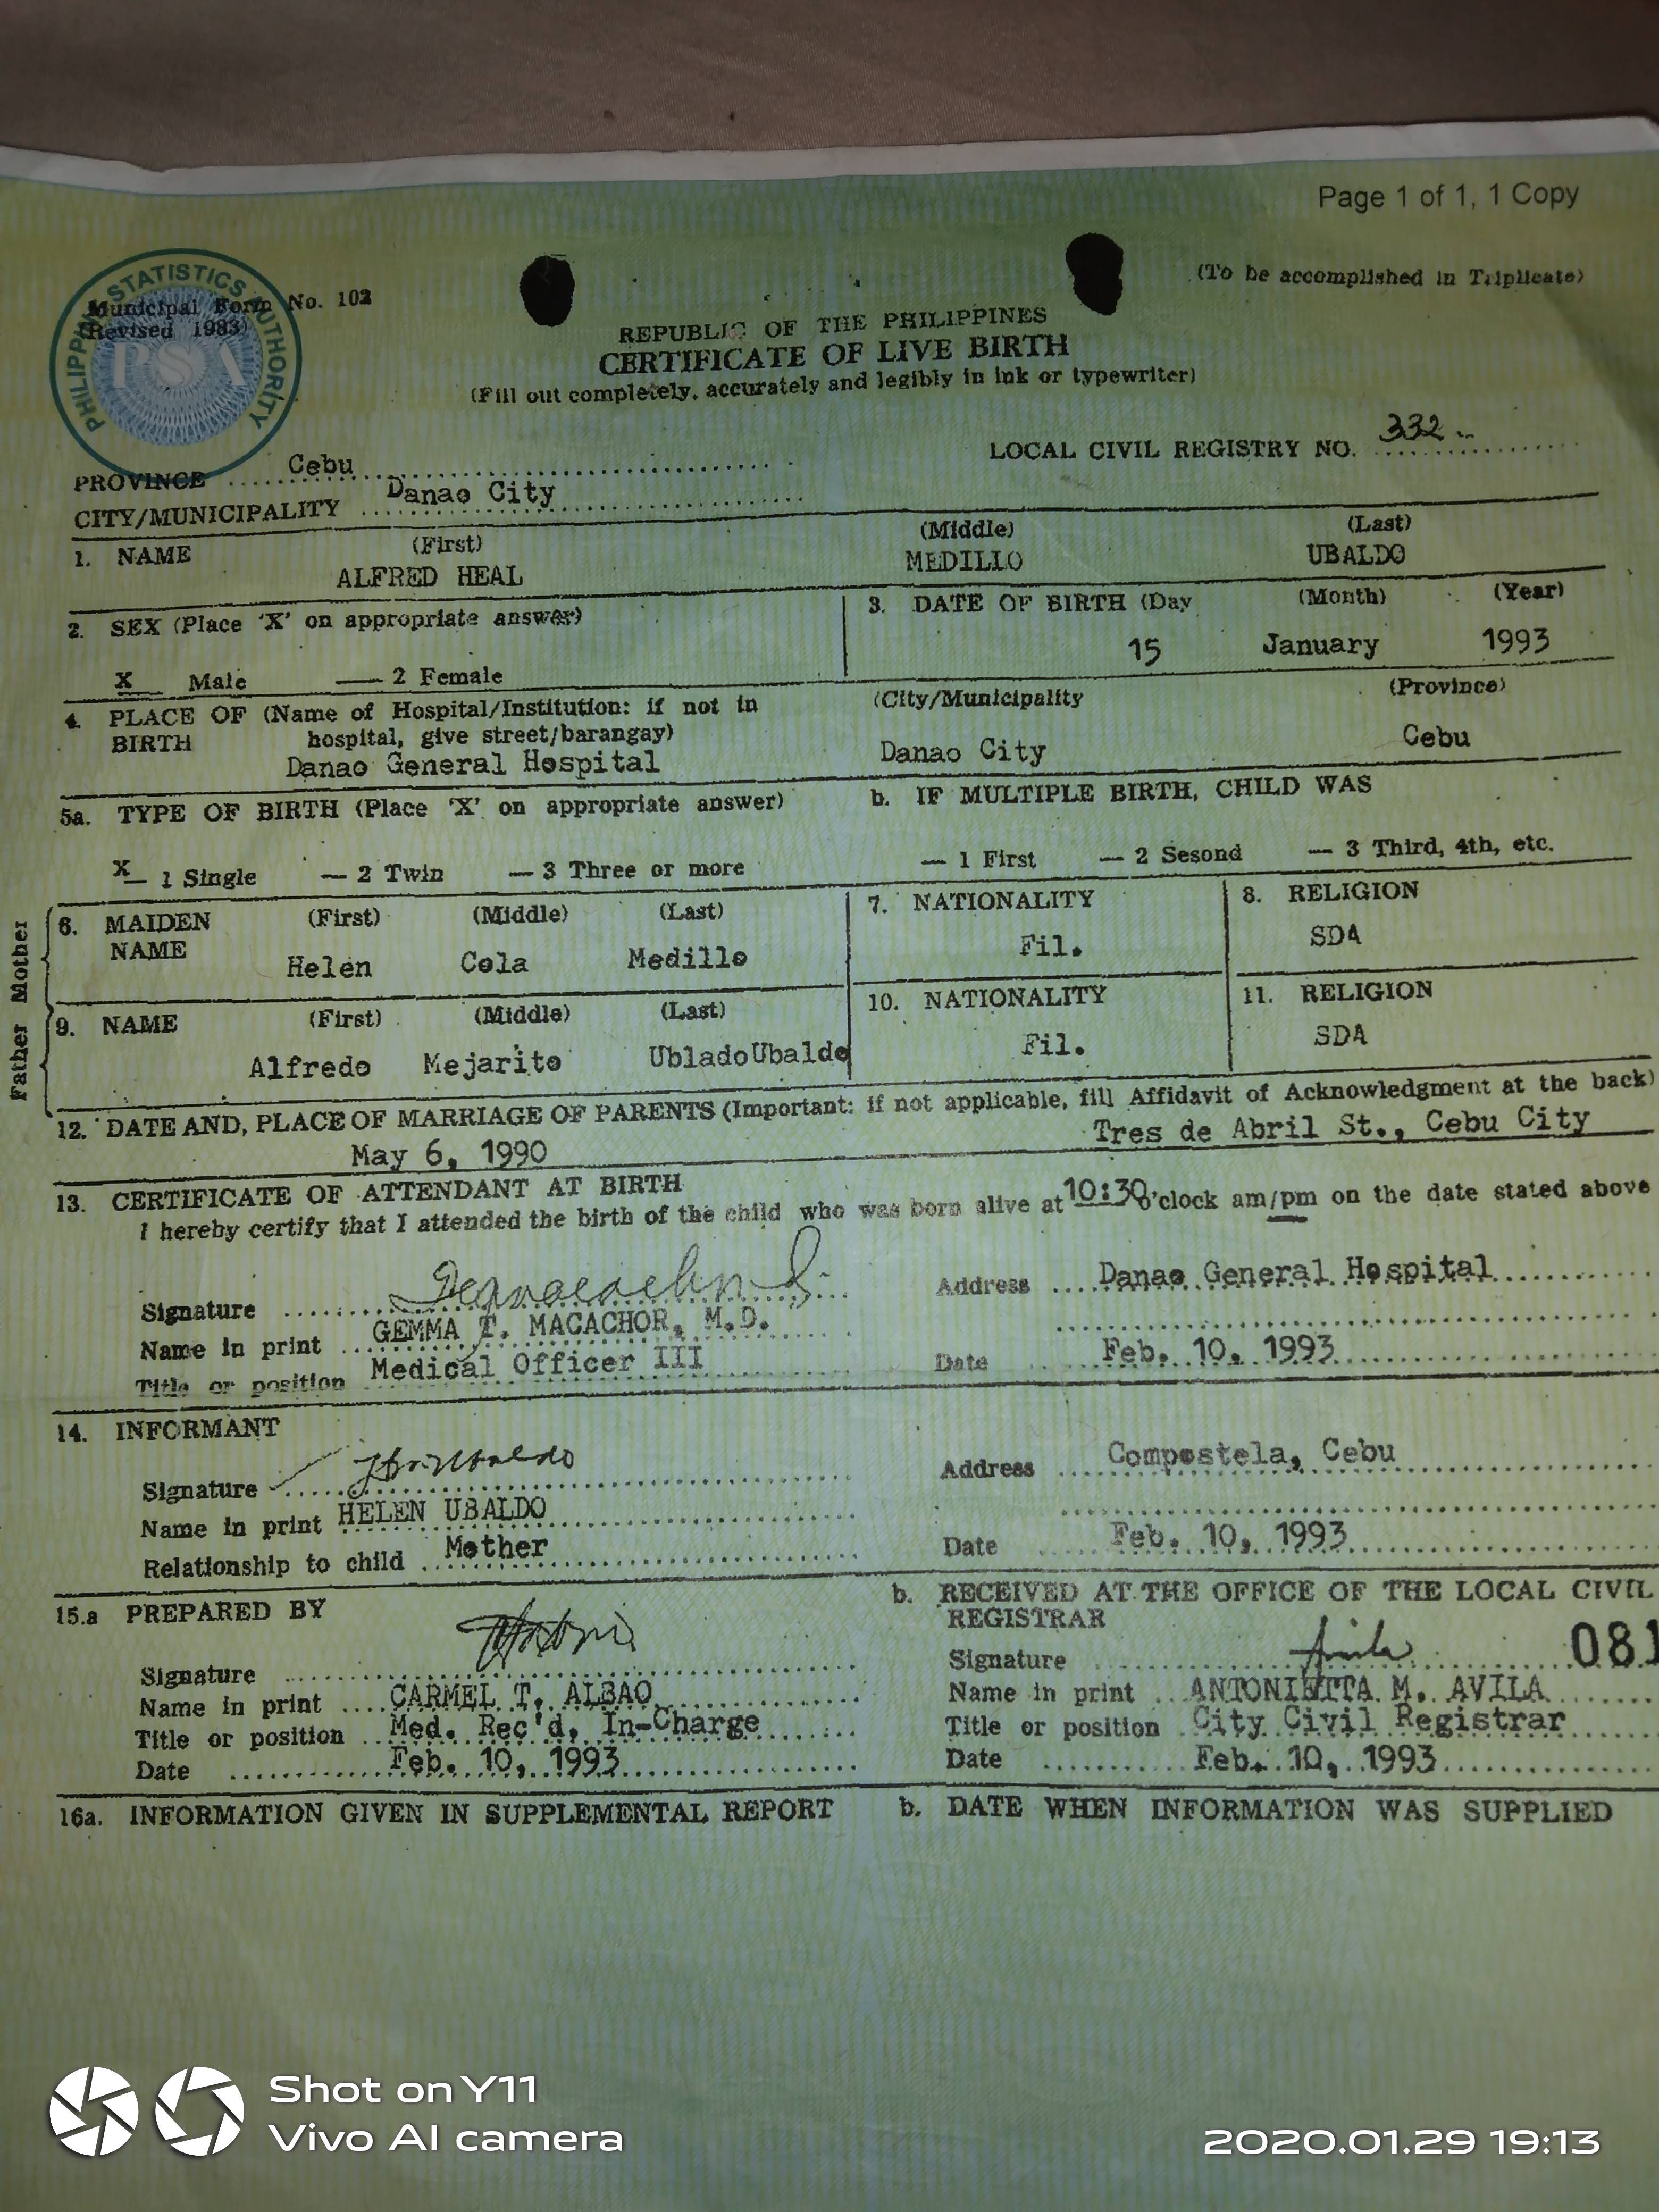 Page 1 of 1, 1 Copy
PHILIPPINE STATISTICS AUTHORITY
PSA
Municipal Form No. 102
(Revised 1983)
(To be accomplished in Triplicate)
REPUBLIC OF THE PHILIPPINES
CERTIFICATE OF LIVE BIRTH
(Fill out completely, accurately and legibly in ink or typewriter)
LOCAL CIVIL REGISTRY NO. 332
PROVINCE Cebu
CITY/MUNICIPALITY Danao City
1. NAME (First) (Middle) (Last)
ALFRED HEAL MEDILLO UBALDO
2. SEX (Place 'X' on appropriate answer) 3. DATE OF BIRTH (Day (Month) (Year)
15 January 1993
X Male 2 Female
4. PLACE OF (Name of Hospital/Institution: if not in (City/Municipality (Province)
BIRTH hospital, give street/barangay)
Danao General Hospital Danao City Cebu
5a. TYPE OF BIRTH (Place 'X' on appropriate answer) b. IF MULTIPLE BIRTH, CHILD WAS
X 1 Single — 2 Twin — 3 Three or more — 1 First — 2 Sesond — 3 Third, 4th, etc.
Mother
6. MAIDEN (First) (Middle) (Last) 7. NATIONALITY 8. RELIGION
NAME Helen Cola Medillo Fil. SDA
Father
9. NAME (First) (Middle) (Last) 10. NATIONALITY 11. RELIGION
Alfredo Mejarito UbladoUbaldo Fil. SDA
12. DATE AND, PLACE OF MARRIAGE OF PARENTS (Important: if not applicable, fill Affidavit of Acknowledgment at the back)
May 6, 1990 Tres de Abril St., Cebu City
13. CERTIFICATE OF ATTENDANT AT BIRTH
I hereby certify that I attended the birth of the child who was born alive at 10:30 o'clock am/pm on the date stated above
Signature Address Danao General Hospital
Name in print GEMMA T. MACACHOR, M.D.
Title or position Medical Officer III Date Feb. 10, 1993
14. INFORMANT
Signature Address Compostela, Cebu
Name in print HELEN UBALDO
Relationship to child Mother Date Feb. 10, 1993
15.a PREPARED BY b. RECEIVED AT THE OFFICE OF THE LOCAL CIVIL
REGISTRAR
Signature Signature 081
Name in print CARMEL T. ALBAO Name in print ANTONIETTA M. AVILA
Title or position Med. Rec'd. In-Charge Title or position City Civil Registrar
Date Feb. 10, 1993 Date Feb. 10, 1993
16a. INFORMATION GIVEN IN SUPPLEMENTAL REPORT b. DATE WHEN INFORMATION WAS SUPPLIED
Shot on Y11
Vivo AI camera
2020.01.29 19:13